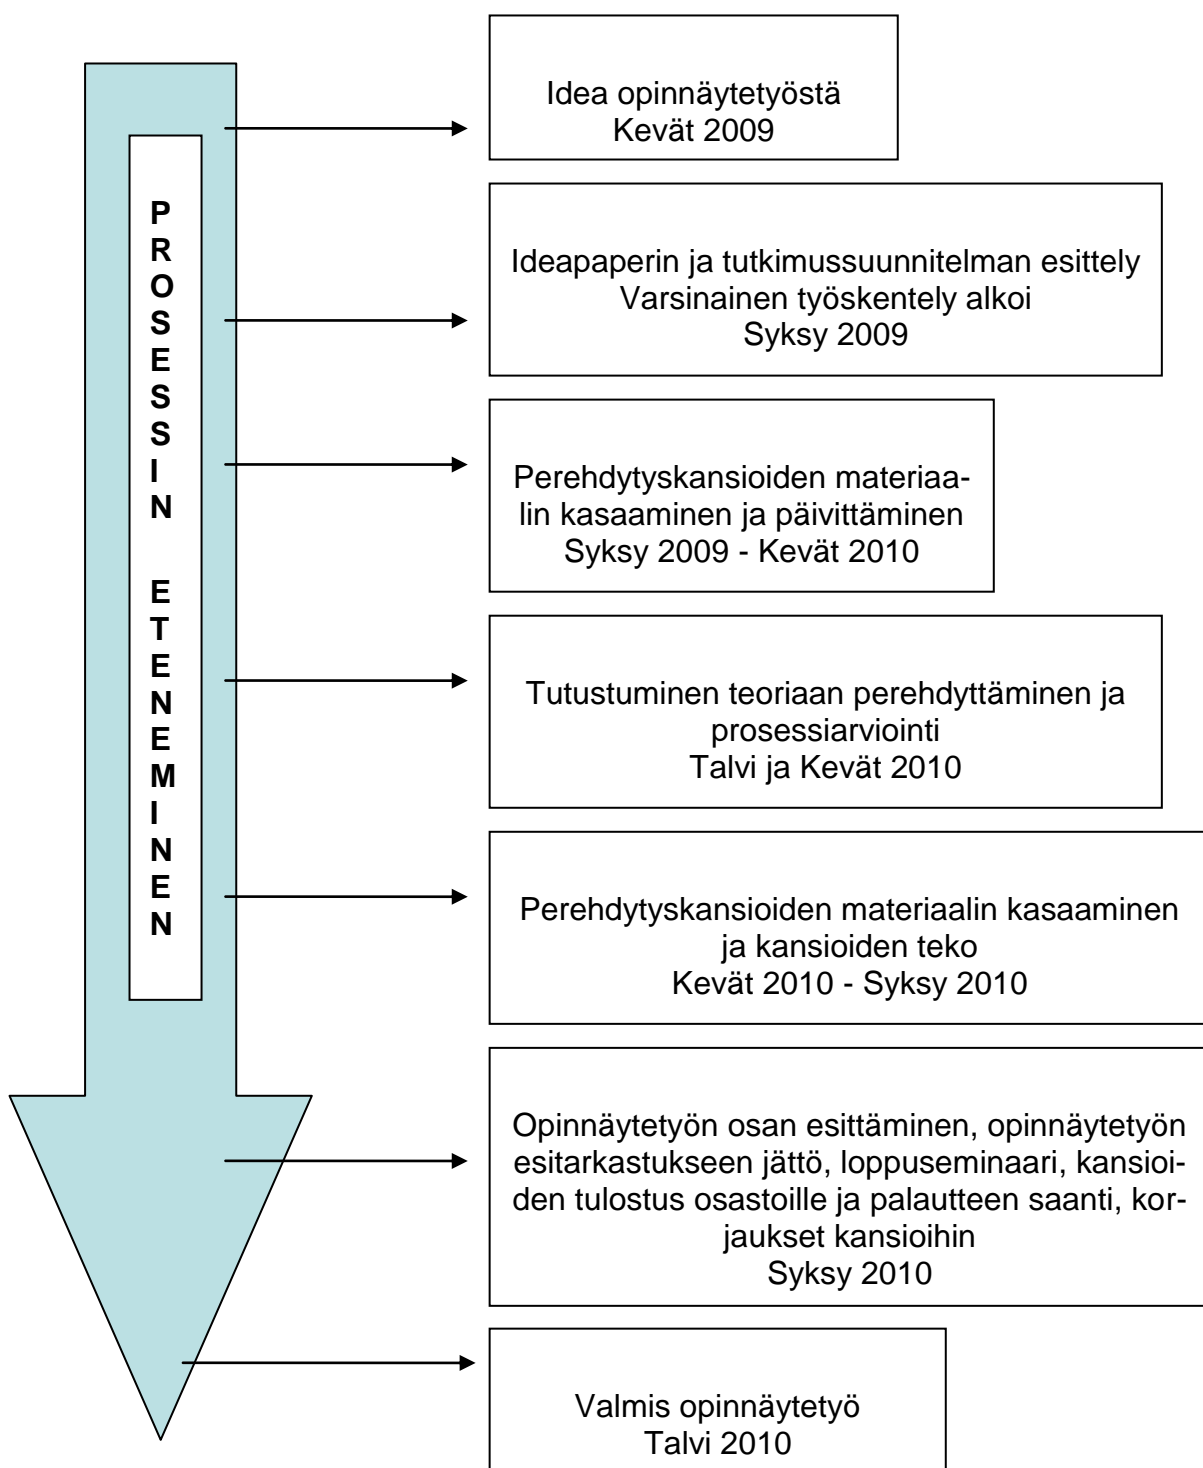 PROSESSIN ETENEMINEN
Idea opinnäytetyöstä
Kevät 2009
Ideapaperin ja tutkimussuunnitelman esittely
Varsinainen työskentely alkoi
Syksy 2009
Perehdytyskansioiden materiaa-
lin kasaaminen ja päivittäminen
Syksy 2009 - Kevät 2010
Tutustuminen teoriaan perehdyttäminen ja
prosessiarviointi
Talvi ja Kevät 2010
Perehdytyskansioiden materiaalin kasaaminen
ja kansioiden teko
Kevät 2010 - Syksy 2010
Opinnäytetyön osan esittäminen, opinnäytetyön
esitarkastukseen jättö, loppuseminaari, kansioi-
den tulostus osastoille ja palautteen saanti, kor-
jaukset kansioihin
Syksy 2010
Valmis opinnäytetyö
Talvi 2010